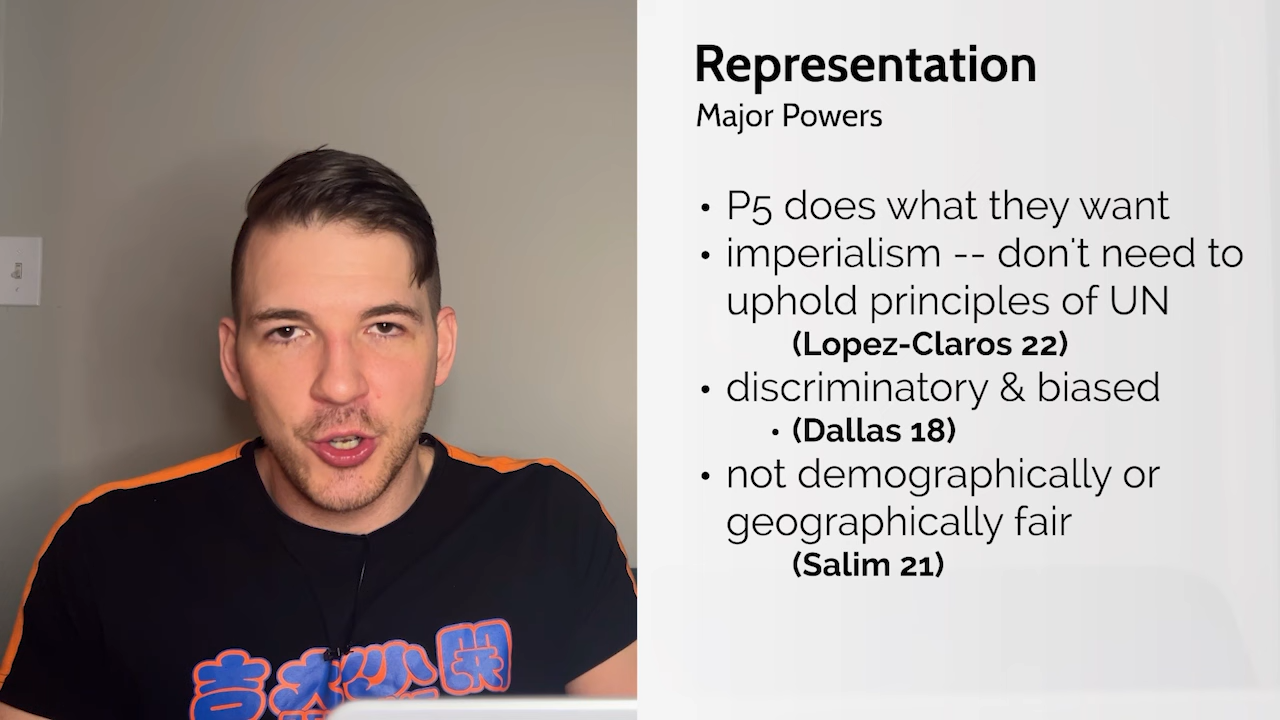 Representation
Major Powers
• P5 does what they want
• imperialism -- don't need to
uphold principles of UN
(Lopez-Claros 22)
• discriminatory & biased
• (Dallas 18)
• not demographically or
geographically fair
(Salim 21)